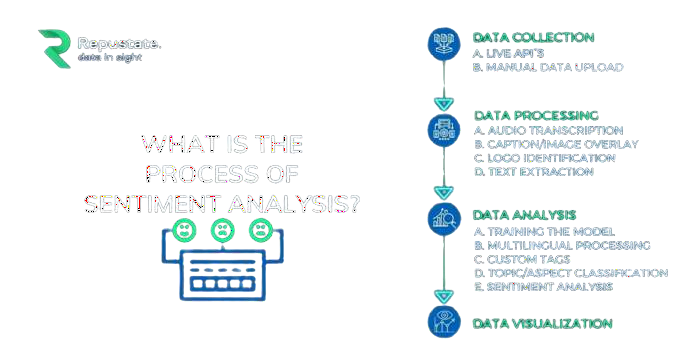 Repustate.
data in sight
WHAT IS THE
PROCESS OF
SENTIMENT ANALYSIS?
DATA COLLECTION
A. LIVE API'S
B. MANUAL DATA UPLOAD
DATA PROCESSING
A. AUDIO TRANSCRIPTION
B. CAPTION/IMAGE OVERLAY
C. LOGO IDENTIFICATION
D. TEXT EXTRACTION
DATA ANALYSIS
A. TRAINING THE MODEL
B. MULTILINGUAL PROCESSING
C. CUSTOM TAGS
D. TOPIC/ASPECT CLASSIFICATION
E. SENTIMENT ANALYSIS
DATA VISUALIZATION